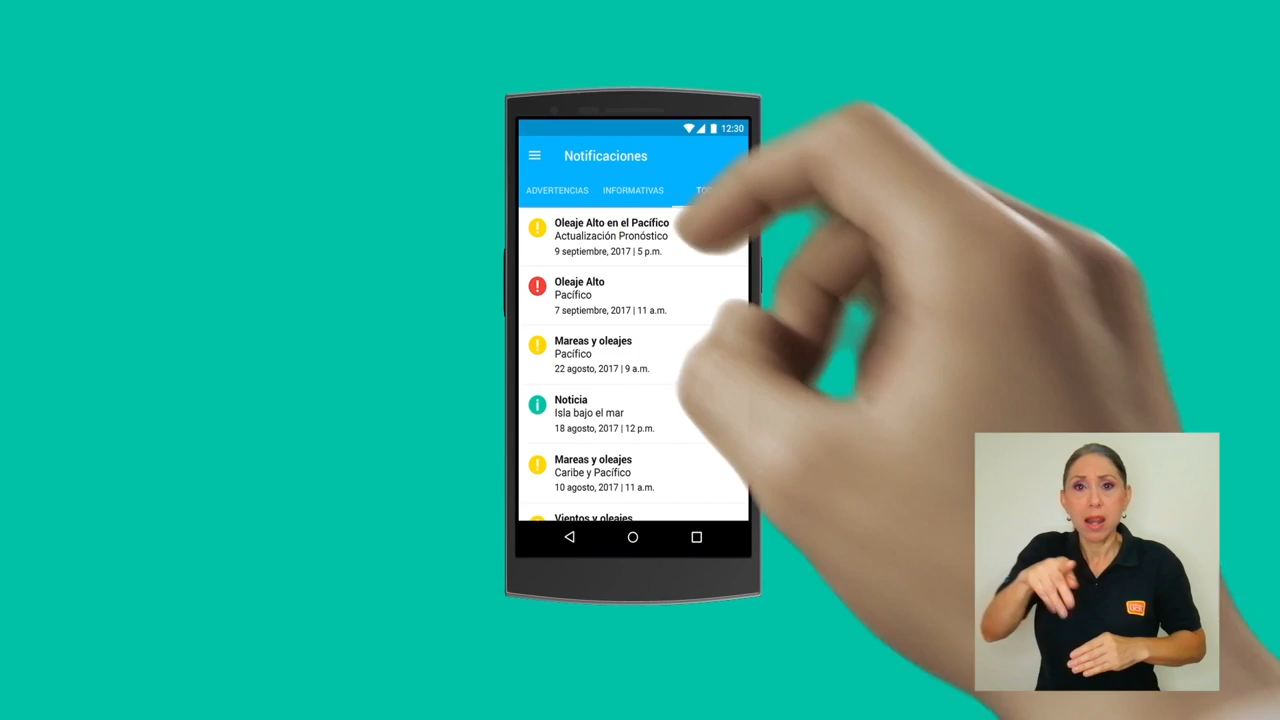 12:30
Notificaciones
ADVERTENCIAS INFORMATIVAS
Oleaje Alto en el Pacífico
Actualización Pronóstico
9 septiembre, 2017 | 5 p.m.
Oleaje Alto
Pacífico
7 septiembre, 2017 | 11 a.m.
Mareas y oleajes
Pacífico
22 agosto, 2017 | 9 a.m.
Noticia
Isla bajo el mar
18 agosto, 2017 | 12 p.m.
Mareas y oleajes
Caribe y Pacífico
10 agosto, 2017 | 11 a.m.
Vientos y oleajes